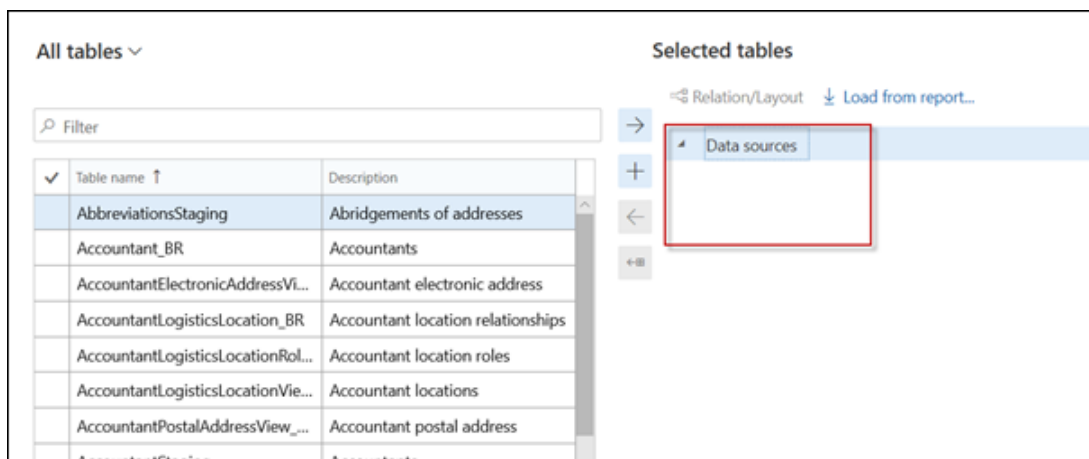 All tables
Selected tables
Relation/Layout Load from report...
Filter
Data sources
Table name Description
AbbreviationsStaging Abridgements of addresses
Accountant_BR Accountants
AccountantElectronicAddressVi... Accountant electronic address
AccountantLogisticsLocation_BR Accountant location relationships
AccountantLogisticsLocationRol... Accountant location roles
AccountantLogisticsLocationVie... Accountant locations
AccountantPostalAddressView_... Accountant postal address